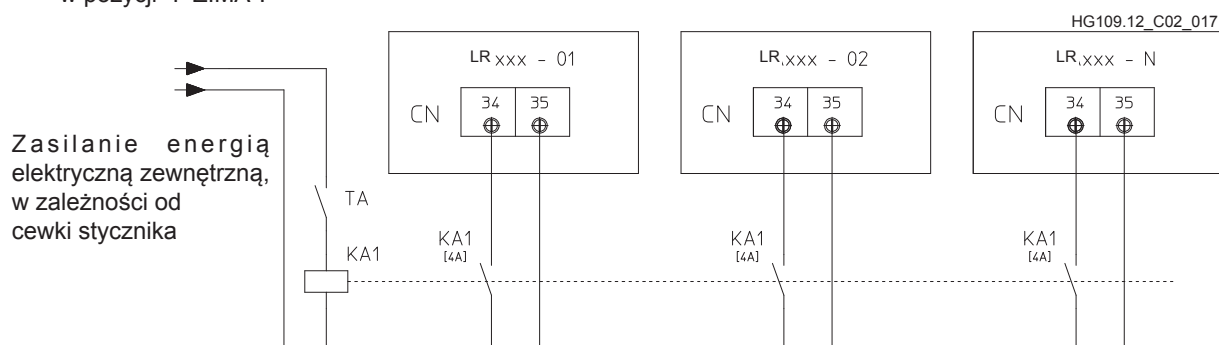 HG109.12_C02_017
LR xxx - 01
LR.xxx - 02
LR.xxx - N
CN 34 35
CN 34 35
CN 34 35
Zasilanie energią
elektryczną zewnętrzną,
w zależności od
cewki stycznika
TA
KA1
KA1
[4A]
KA1
[4A]
KA1
[4A]